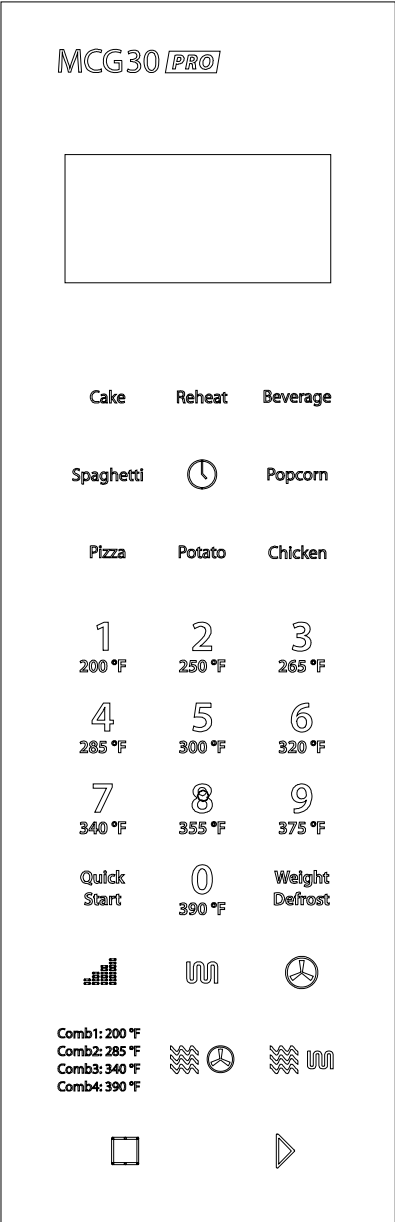 MCG30 PRO
Cake Reheat Beverage
Spaghetti Popcorn
Pizza Potato Chicken
1 2 3
200 °F 250 °F 265 °F
4 5 6
285 °F 300 °F 320 °F
7 8 9
340 °F 355 °F 375 °F
Quick 0 Weight
Start 390 °F Defrost
Comb1: 200 °F
Comb2: 285 °F
Comb3: 340 °F
Comb4: 390 °F